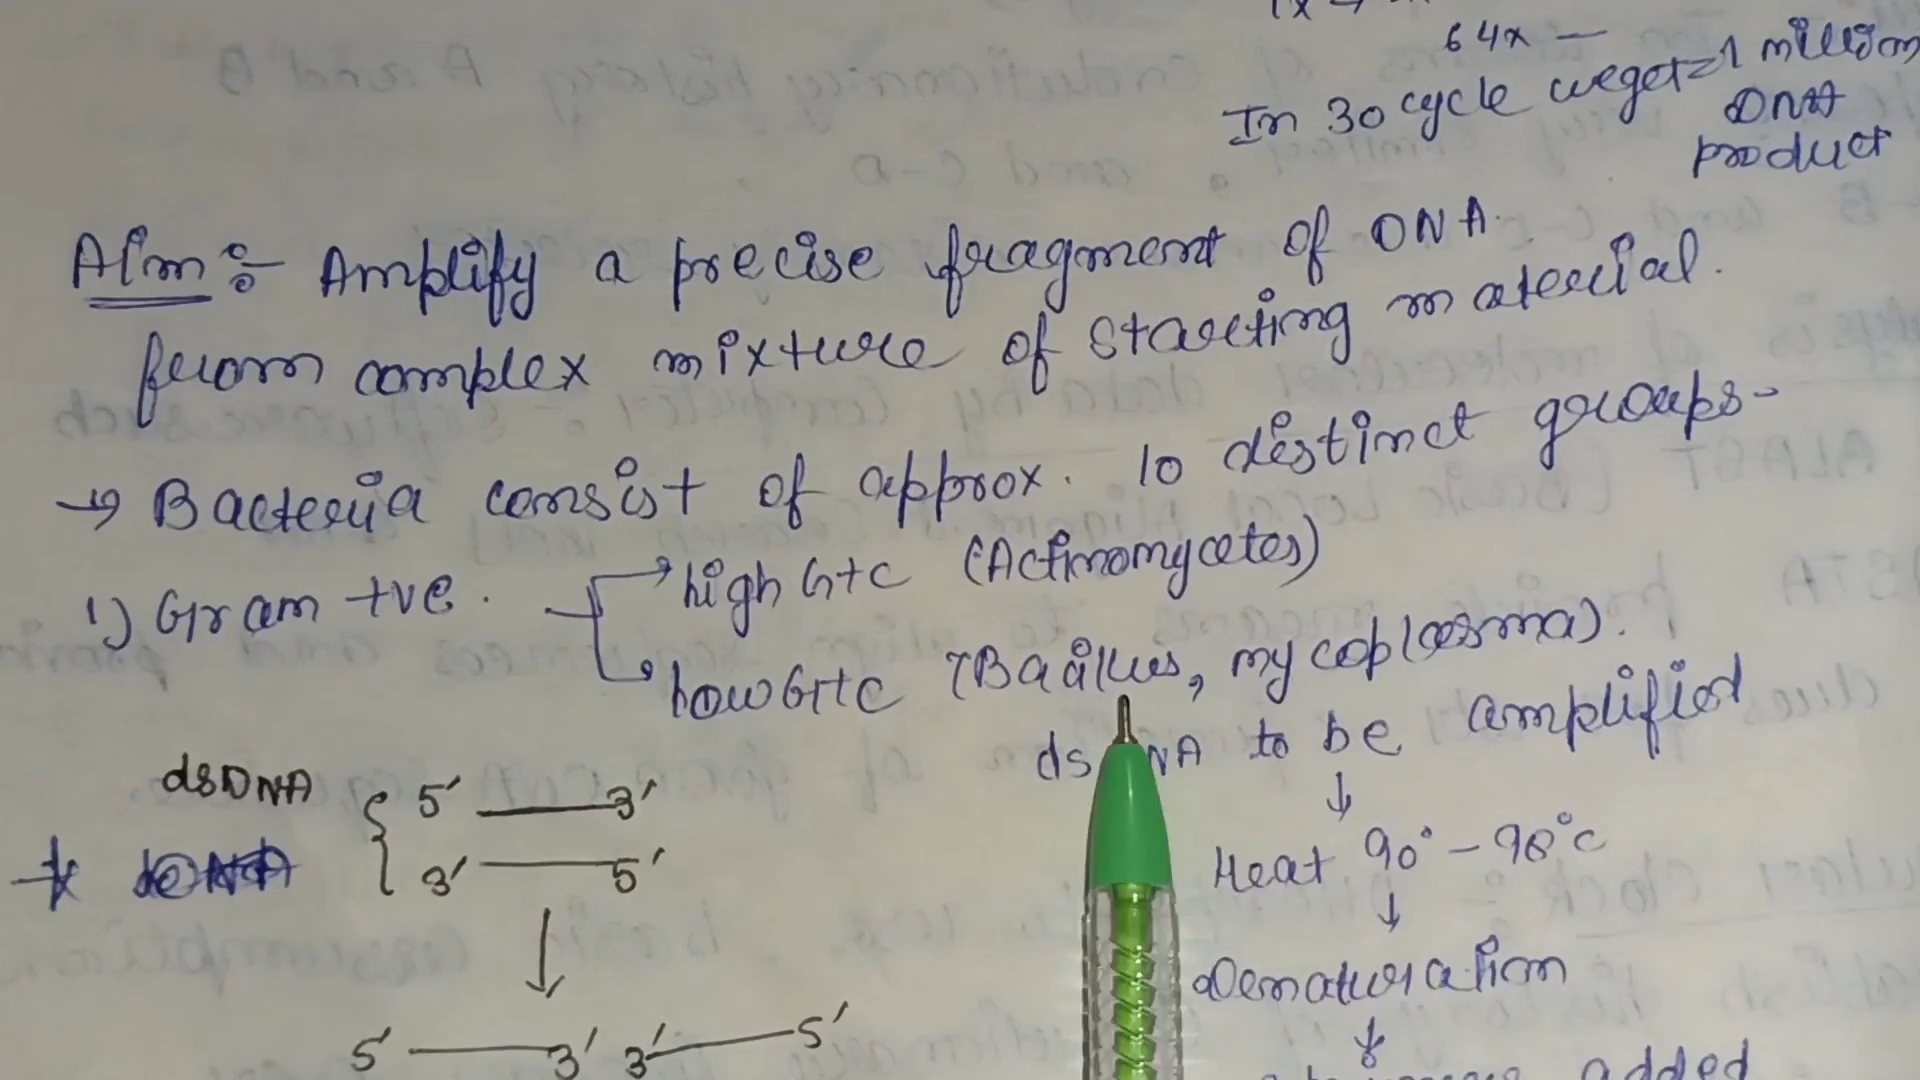 64x —
In 30 cycle we get = 1 million
DNA
product
Aim :- Amplify a precise fragment of DNA.
from complex mixture of starting material.
→ Bacteria consist of approx. 10 distinct groups-
1) Gram +ve.
high G+C (Actinomycetes)
low G+C (Bacillus, mycoplasma).
dsDNA
5' 3'
3' 5'
5' 3' 3' 5'
ds NA to be amplified
↓
Heat 90° - 98°c
↓
Denaturation
↓
added